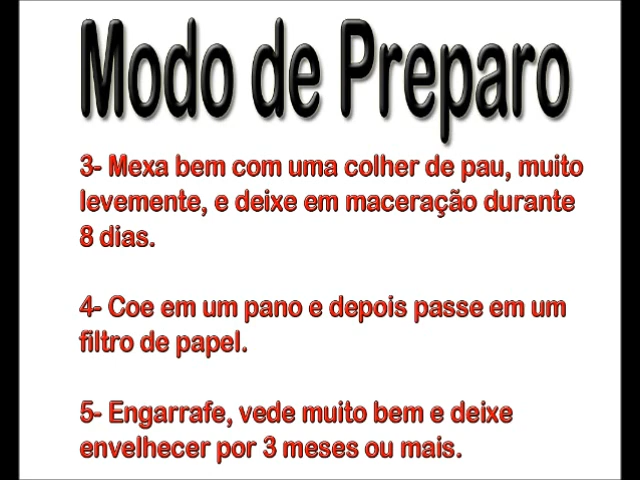 Modo de Preparo
3- Mexa bem com uma colher de pau, muito
levemente, e deixe em maceração durante
8 dias.
4- Coe em um pano e depois passe em um
filtro de papel.
5- Engarrafe, vede muito bem e deixe
envelhecer por 3 meses ou mais.